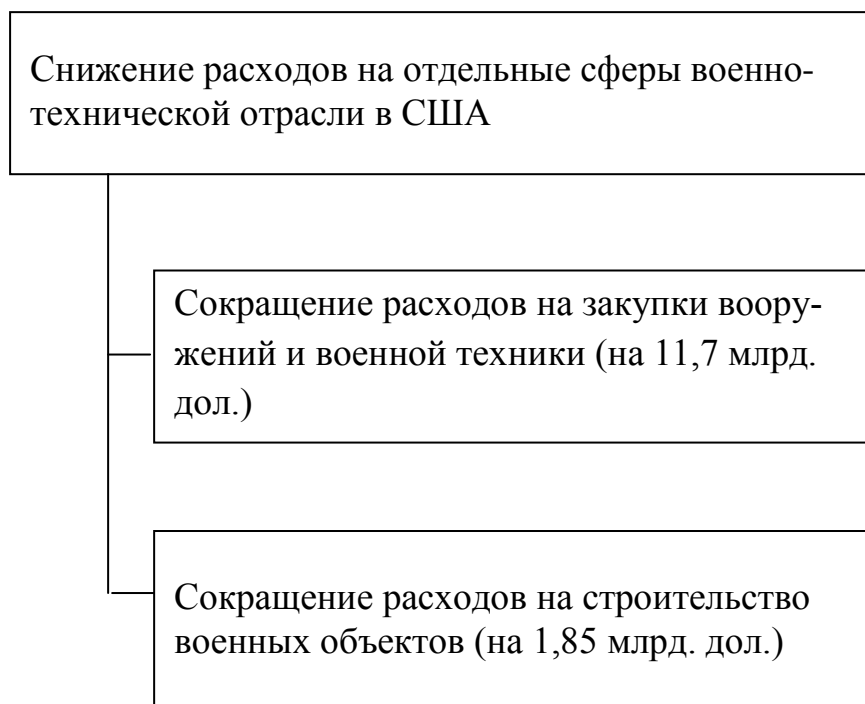 Снижение расходов на отдельные сферы военно-
технической отрасли в США
Сокращение расходов на закупки воору-
жений и военной техники (на 11,7 млрд.
дол.)
Сокращение расходов на строительство
военных объектов (на 1,85 млрд. дол.)